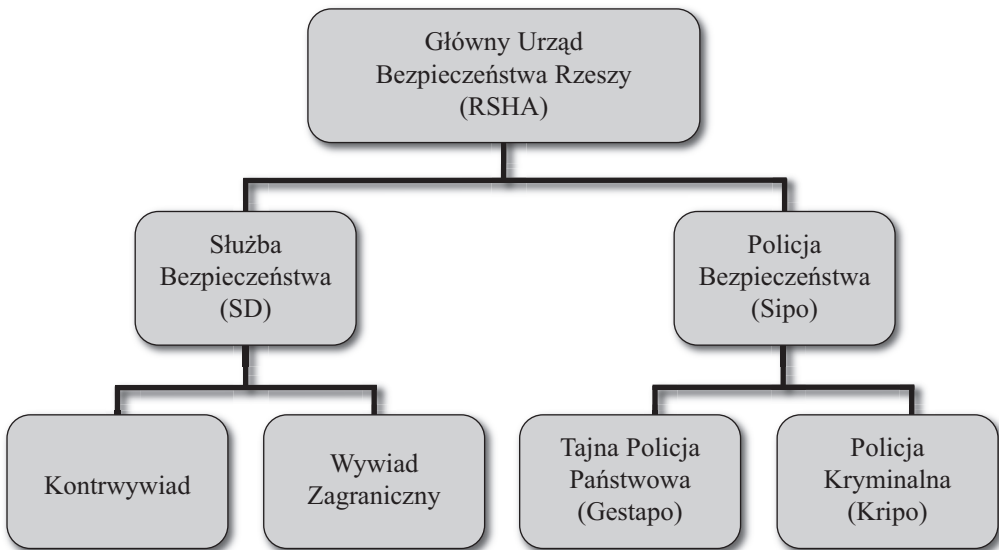 Główny Urząd
Bezpieczeństwa Rzeszy
(RSHA)
Służba
Bezpieczeństwa
(SD)
Policja
Bezpieczeństwa
(Sipo)
Kontrwywiad
Wywiad
Zagraniczny
Tajna Policja
Państwowa
(Gestapo)
Policja
Kryminalna
(Kripo)